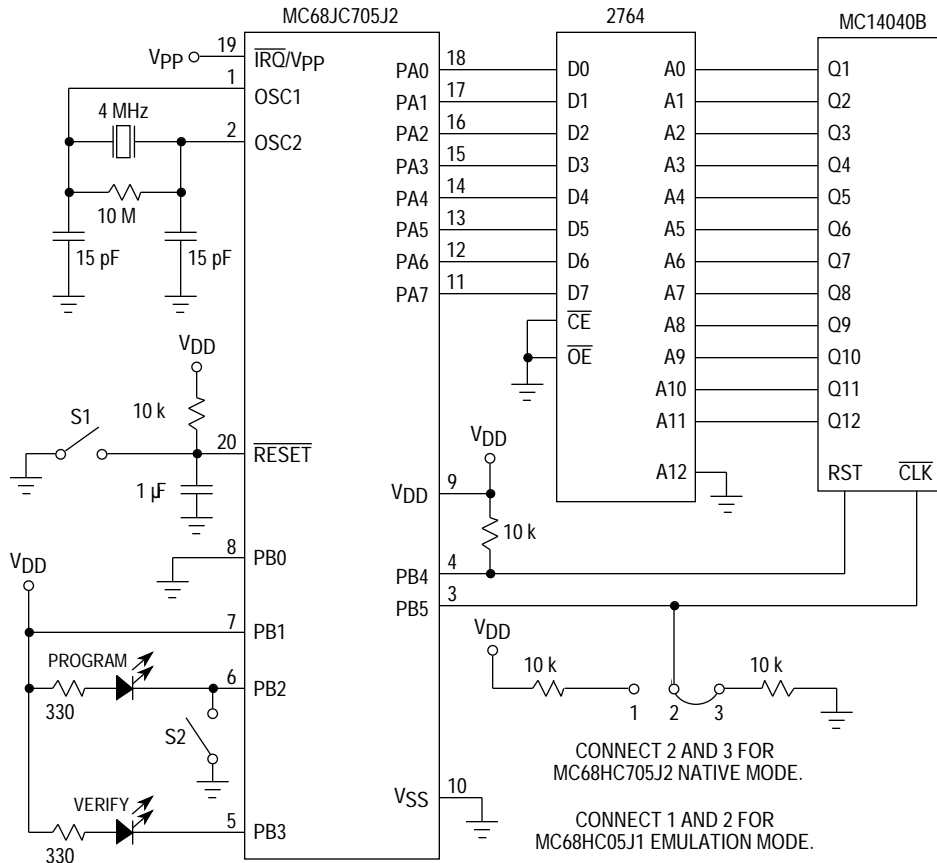 MC68JC705J2
2764
MC14040B
VPP
19
IRQ/VPP
1
OSC1
4 MHz
2
OSC2
10 M
15 pF
15 pF
PA0
18
D0
A0
Q1
PA1
17
D1
A1
Q2
PA2
16
D2
A2
Q3
PA3
15
D3
A3
Q4
PA4
14
D4
A4
Q5
PA5
13
D5
A5
Q6
PA6
12
D6
A6
Q7
PA7
11
D7
A7
Q8
CE
A8
Q9
OE
A9
Q10
A10
Q11
A11
Q12
A12
RST
CLK
VDD
10 k
S1
20
RESET
1 µF
VDD
VDD
9
10 k
8
PB0
PB4
4
PB5
3
VDD
7
PB1
PROGRAM
330
6
PB2
S2
VERIFY
330
5
PB3
VDD
10 k
10 k
1
2
3
CONNECT 2 AND 3 FOR
MC68HC705J2 NATIVE MODE.
VSS
10
CONNECT 1 AND 2 FOR
MC68HC05J1 EMULATION MODE.